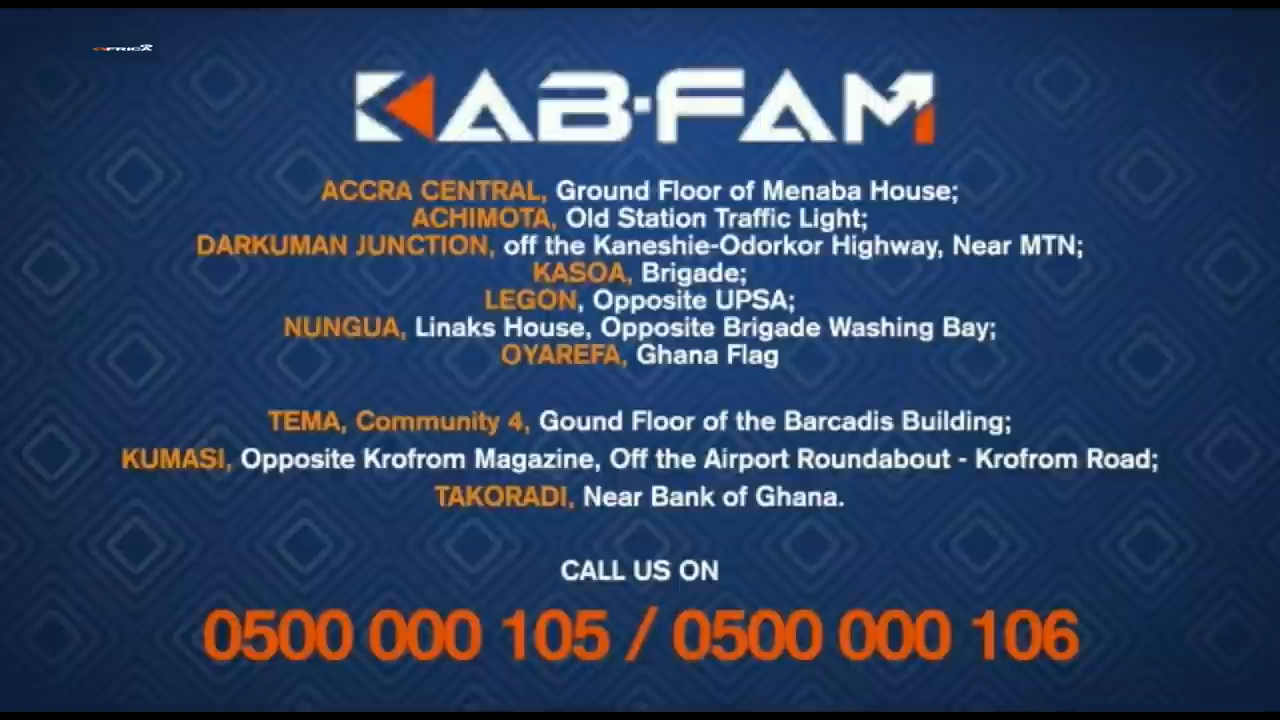 AFRICA
KAB-FAM
ACCRA CENTRAL, Ground Floor of Menaba House;
ACHIMOTA, Old Station Traffic Light;
DARKUMAN JUNCTION, off the Kaneshie-Odorkor Highway, Near MTN;
KASOA, Brigade;
LEGON, Opposite UPSA;
NUNGUA, Linaks House, Opposite Brigade Washing Bay;
OYAREFA, Ghana Flag
TEMA, Community 4, Gound Floor of the Barcadis Building;
KUMASI, Opposite Krofrom Magazine, Off the Airport Roundabout - Krofrom Road;
TAKORADI, Near Bank of Ghana.
CALL US ON
0500 000 105 / 0500 000 106